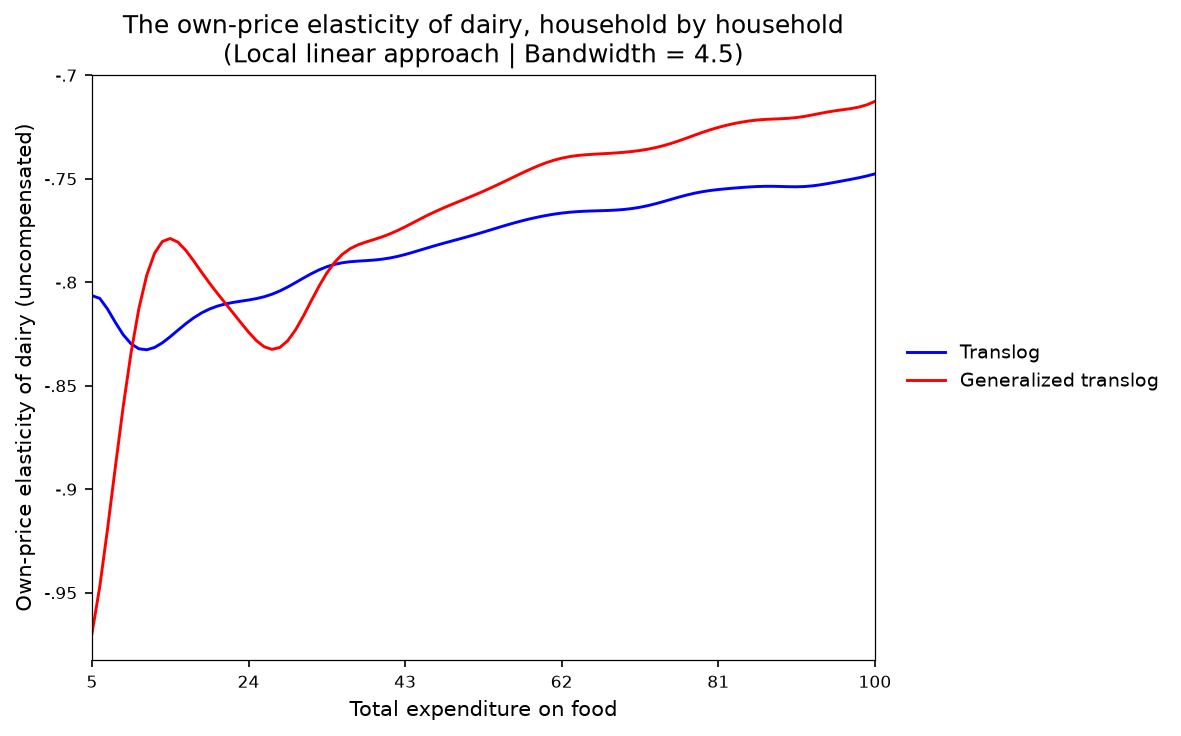 The own-price elasticity of dairy, household by household
(Local linear approach | Bandwidth = 4.5)
Own-price elasticity of dairy (uncompensated)
-.7
-.75
-.8
-.85
-.9
-.95
5
24
43
62
81
100
Total expenditure on food
Translog
Generalized translog